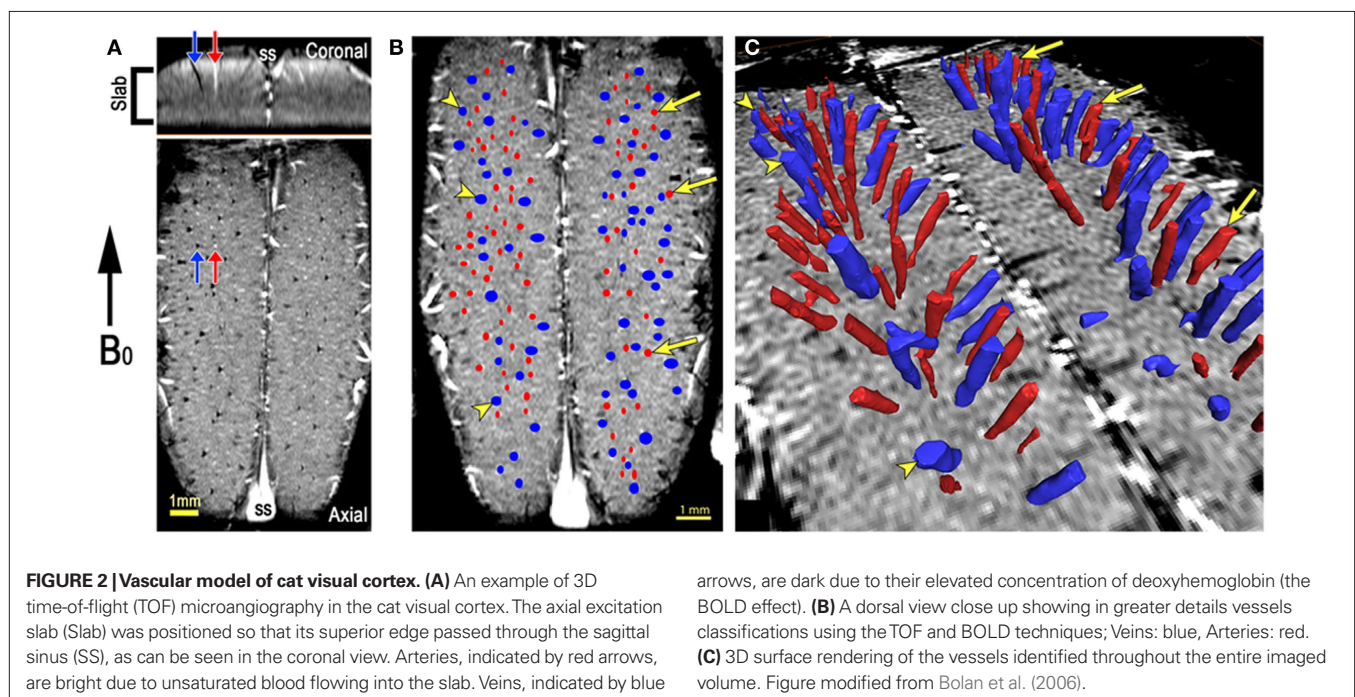 A
B
C
SS
Coronal
Slab
B0
1mm
SS
Axial
1 mm
FIGURE 2 | Vascular model of cat visual cortex. (A) An example of 3D
time-of-flight (TOF) microangiography in the cat visual cortex. The axial excitation
slab (Slab) was positioned so that its superior edge passed through the sagittal
sinus (SS), as can be seen in the coronal view. Arteries, indicated by red arrows,
are bright due to unsaturated blood flowing into the slab. Veins, indicated by blue
arrows, are dark due to their elevated concentration of deoxyhemoglobin (the
BOLD effect). (B) A dorsal view close up showing in greater details vessels
classifications using the TOF and BOLD techniques; Veins: blue, Arteries: red.
(C) 3D surface rendering of the vessels identified throughout the entire imaged
volume. Figure modified from Bolan et al. (2006).